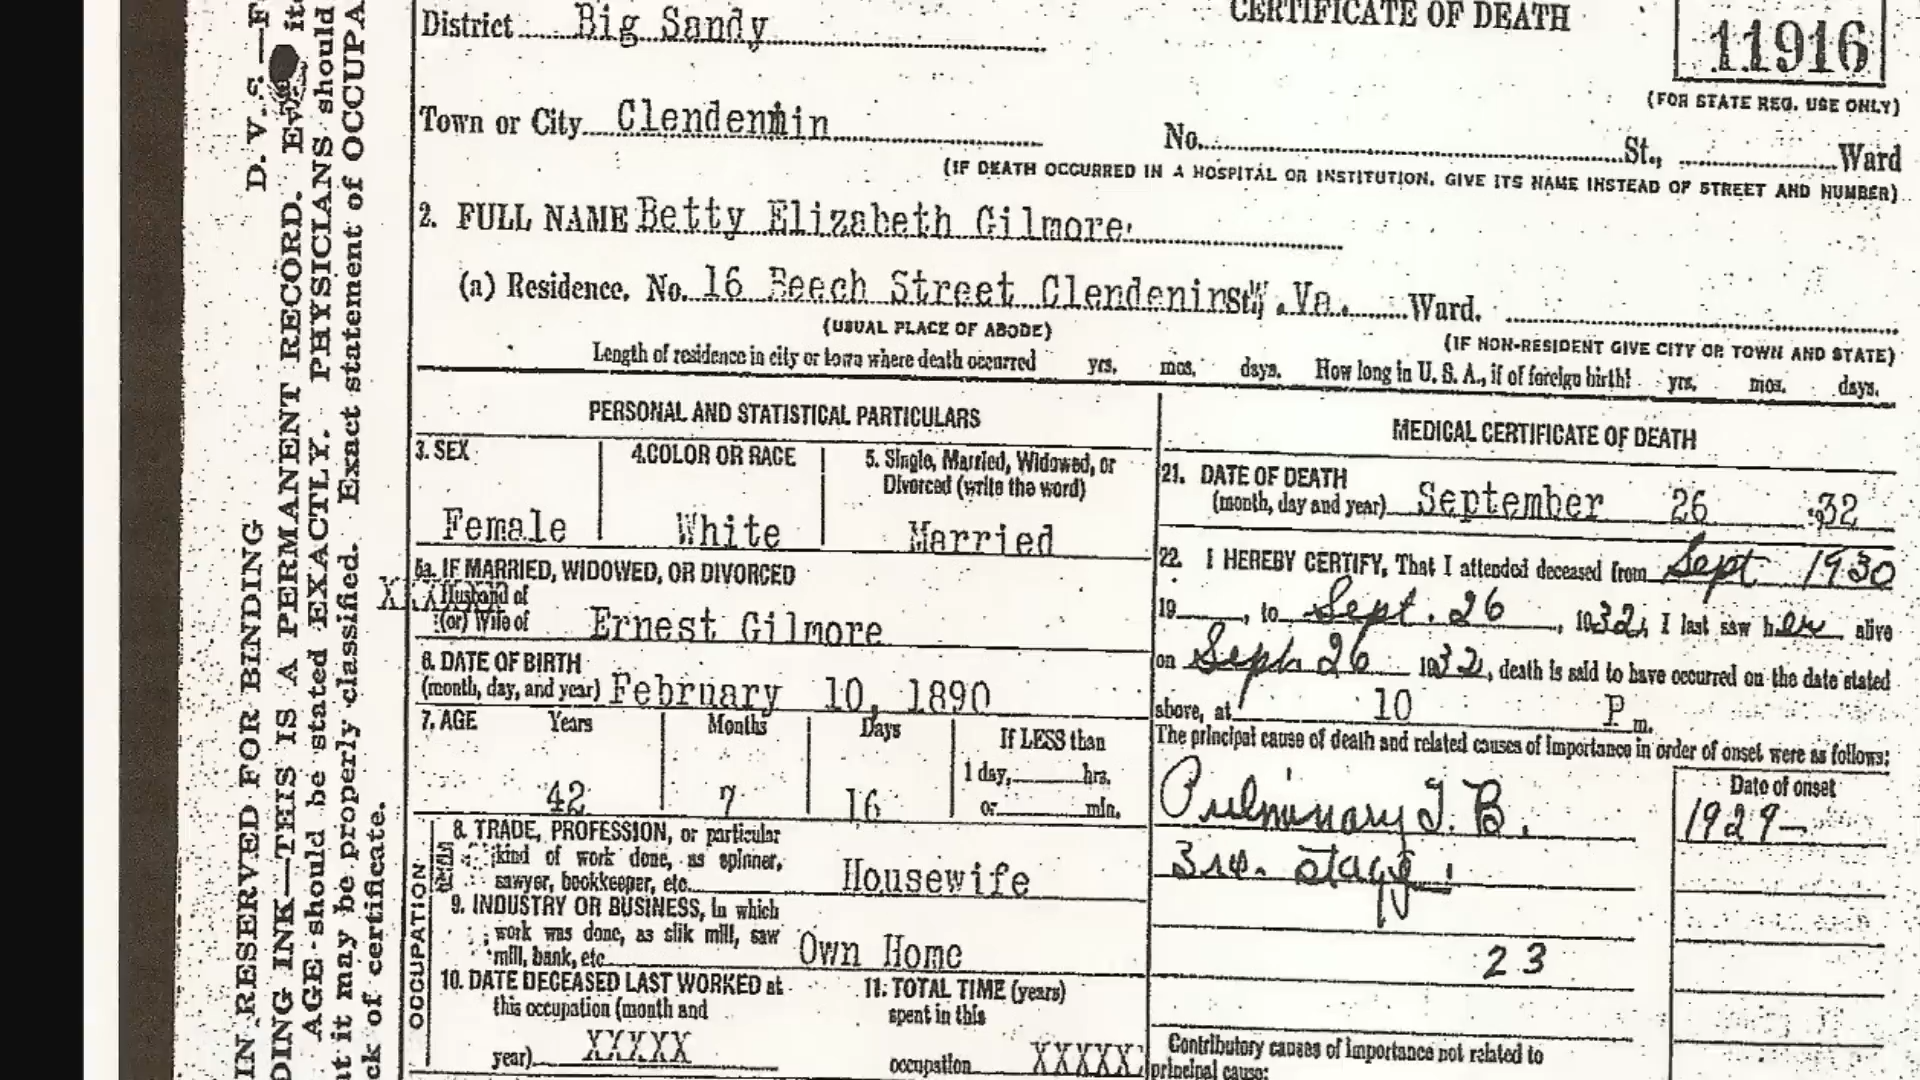 District Big Sandy
CERTIFICATE OF DEATH
11916
(FOR STATE REG. USE ONLY)
Town or City Clendennin
No. St., Ward
(IF DEATH OCCURRED IN A HOSPITAL OR INSTITUTION, GIVE ITS NAME INSTEAD OF STREET AND NUMBER)
2. FULL NAME Betty Elizabeth Gilmore
(a) Residence. No. 16 Beech Street Clendenin St., W.Va. Ward.
(USUAL PLACE OF ABODE)
(IF NON-RESIDENT GIVE CITY OR TOWN AND STATE)
Length of residence in city or town where death occurred yrs. mos. days. How long in U. S. A., if of foreign birth? yrs. mos. days.
PERSONAL AND STATISTICAL PARTICULARS
3. SEX
Female
4. COLOR OR RACE
White
5. Single, Married, Widowed, or
Divorced (write the word)
Married
5a. IF MARRIED, WIDOWED, OR DIVORCED
Husband of
(or) Wife of Ernest Gilmore
6. DATE OF BIRTH
(month, day, and year) February 10, 1890
7. AGE Years Months Days If LESS than
1 day, hrs.
42 7 16 or min.
OCCUPATION
8. TRADE, PROFESSION, or particular
kind of work done, as spinner,
sawyer, bookkeeper, etc. Housewife
9. INDUSTRY OR BUSINESS, in which
work was done, as slik mill, saw
mill, bank, etc. Own Home
10. DATE DECEASED LAST WORKED at
this occupation (month and
year) XXXXX
11. TOTAL TIME (years)
spent in this
occupation XXXXX
MEDICAL CERTIFICATE OF DEATH
21. DATE OF DEATH
(month, day and year) September 26 , 1932
22. I HEREBY CERTIFY, That I attended deceased from Sept 1930
19 , to Sept. 26 , 1932, I last saw her alive
on Sept 26 1932, death is said to have occurred on the date stated
above, at 10 P m.
The principal cause of death and related causes of importance in order of onset were as follows:
Date of onset
Pulminary T. B. 1929
3rd. Stage
23
Contributory causes of importance not related to
principal cause:
D. V. S.—F
IN RESERVED FOR BINDING
DING INK—THIS IS A PERMANENT RECORD. Ev ite
AGE should be stated EXACTLY. PHYSICIANS should
at it may be properly classified. Exact statement of OCCUPA
ck of certificate.